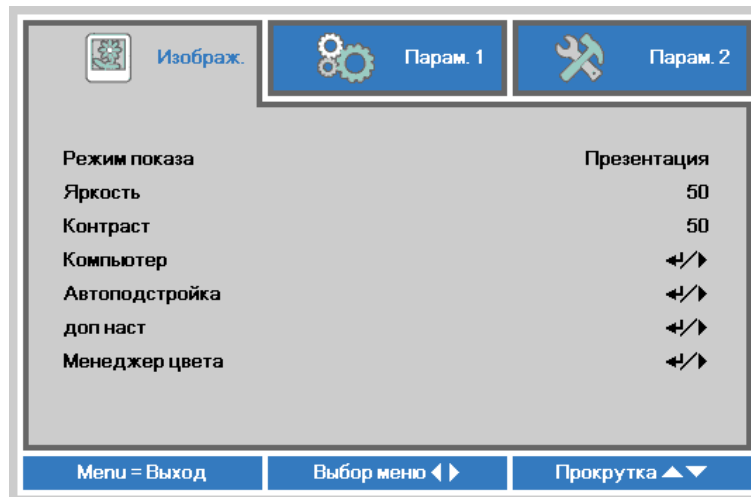 Изображ. Парам. 1 Парам. 2
Режим показа Презентация
Яркость 50
Контраст 50
Компьютер
Автоподстройка
доп наст
Менеджер цвета
Menu = Выход Выбор меню Прокрутка